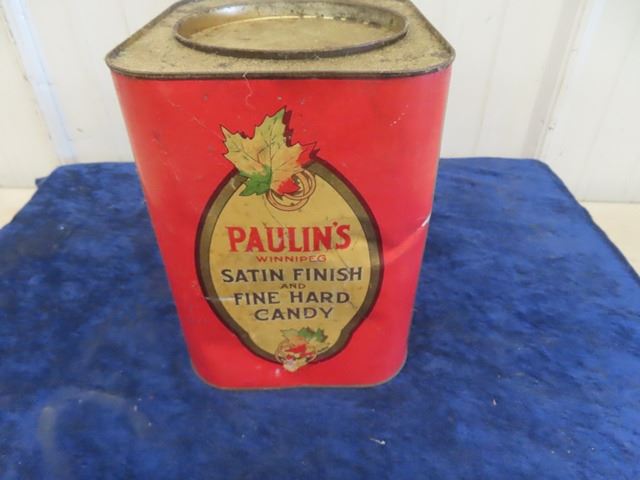 PAULIN'S
WINNIPEG
SATIN FINISH
AND
FINE HARD
CANDY